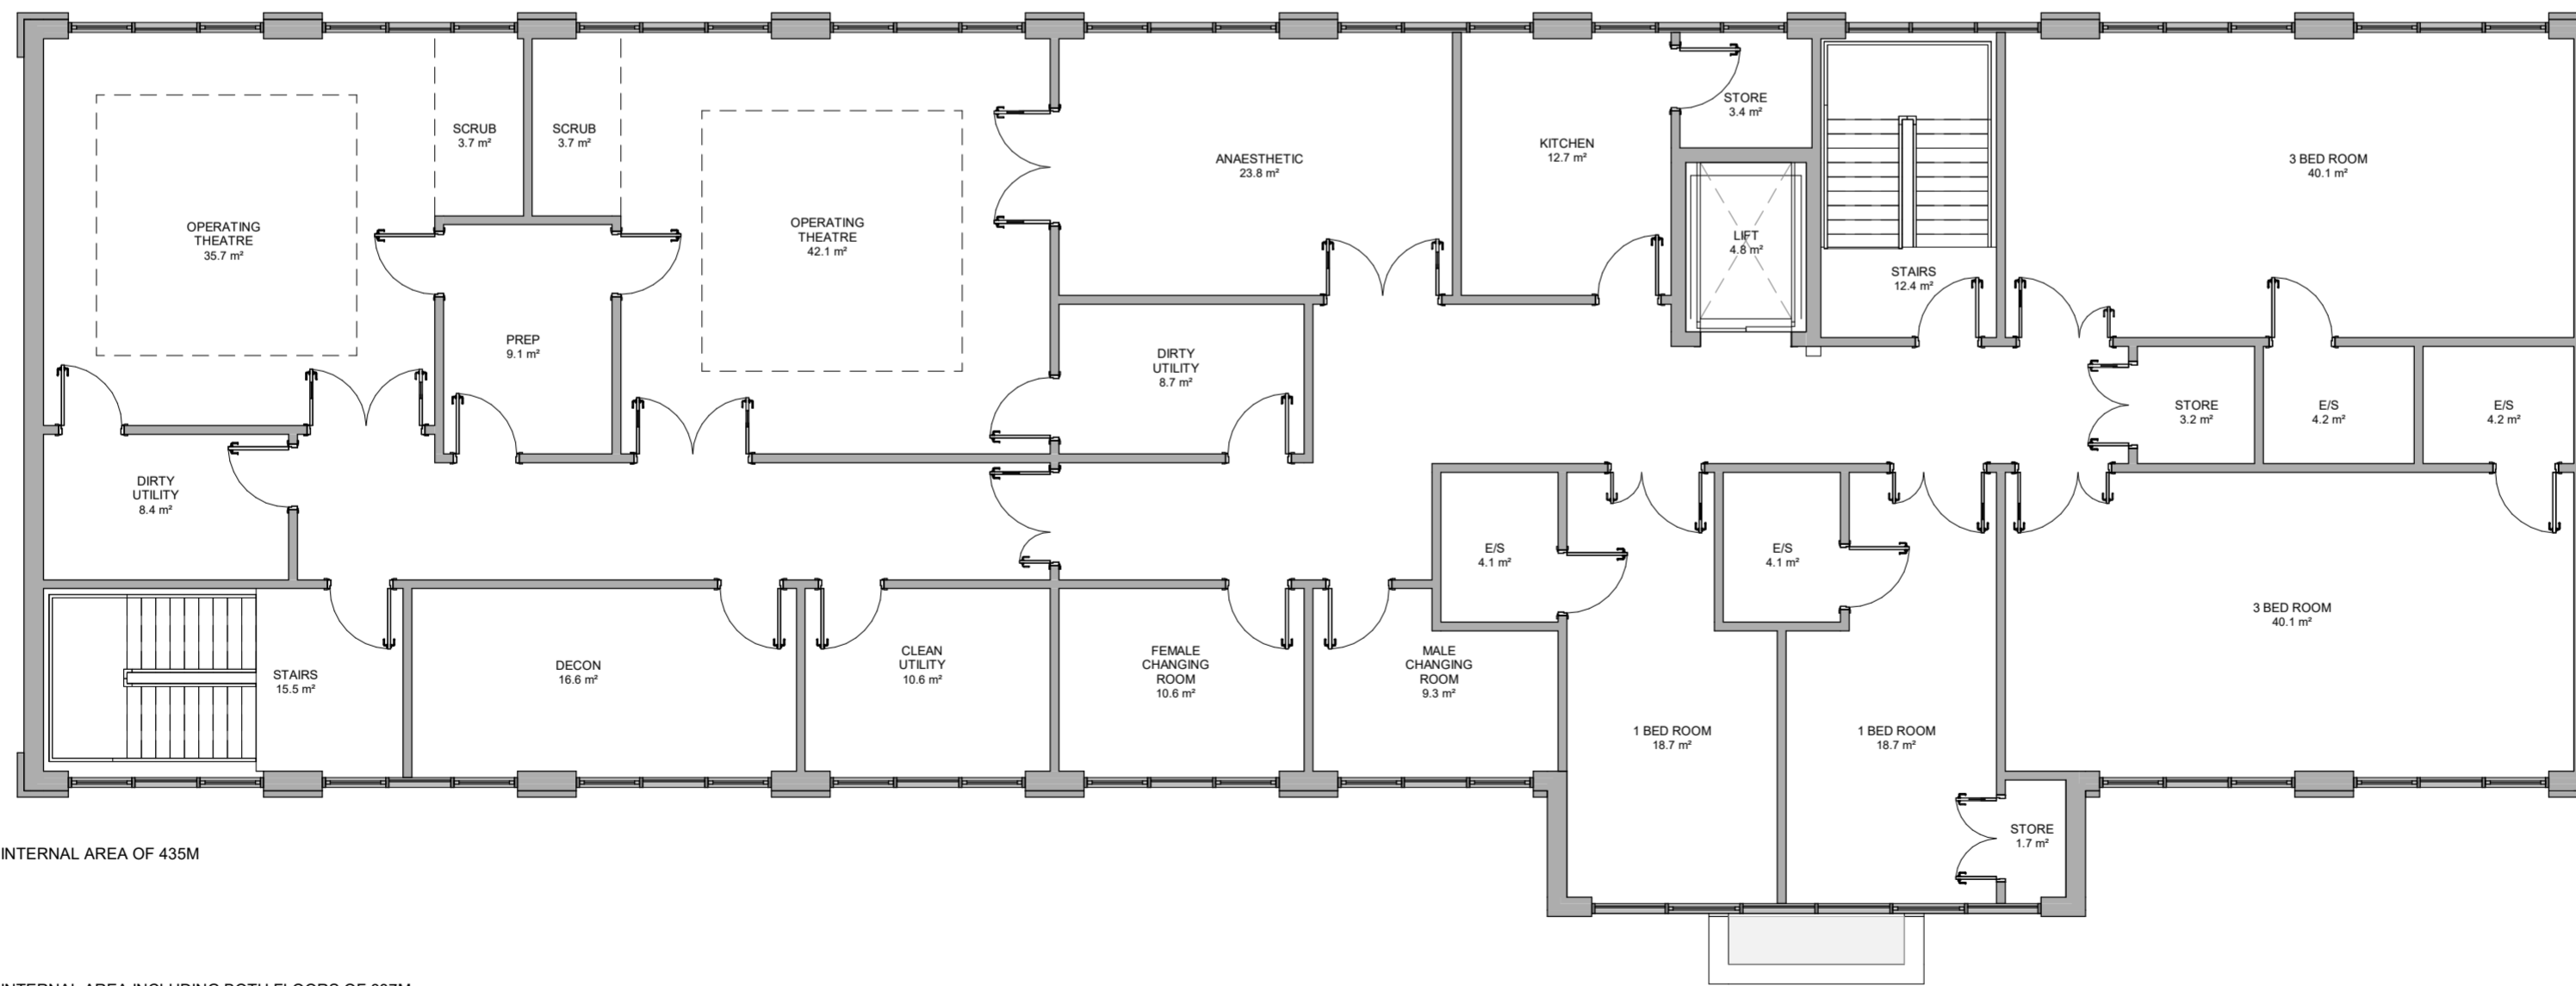 SCRUB
3.7 m²
SCRUB
3.7 m²
OPERATING
THEATRE
35.7 m²
OPERATING
THEATRE
42.1 m²
ANAESTHETIC
23.8 m²
KITCHEN
12.7 m²
STORE
3.4 m²
LIFT
4.8 m²
STAIRS
12.4 m²
3 BED ROOM
40.1 m²
PREP
9.1 m²
DIRTY
UTILITY
8.7 m²
STORE
3.2 m²
E/S
4.2 m²
E/S
4.2 m²
DIRTY
UTILITY
8.4 m²
E/S
4.1 m²
E/S
4.1 m²
3 BED ROOM
40.1 m²
STAIRS
15.5 m²
DECON
16.6 m²
CLEAN
UTILITY
10.6 m²
FEMALE
CHANGING
ROOM
10.6 m²
MALE
CHANGING
ROOM
9.3 m²
1 BED ROOM
18.7 m²
1 BED ROOM
18.7 m²
STORE
1.7 m²
INTERNAL AREA OF 435M
INTERNAL AREA INCLUDING BOTH FLOORS OF